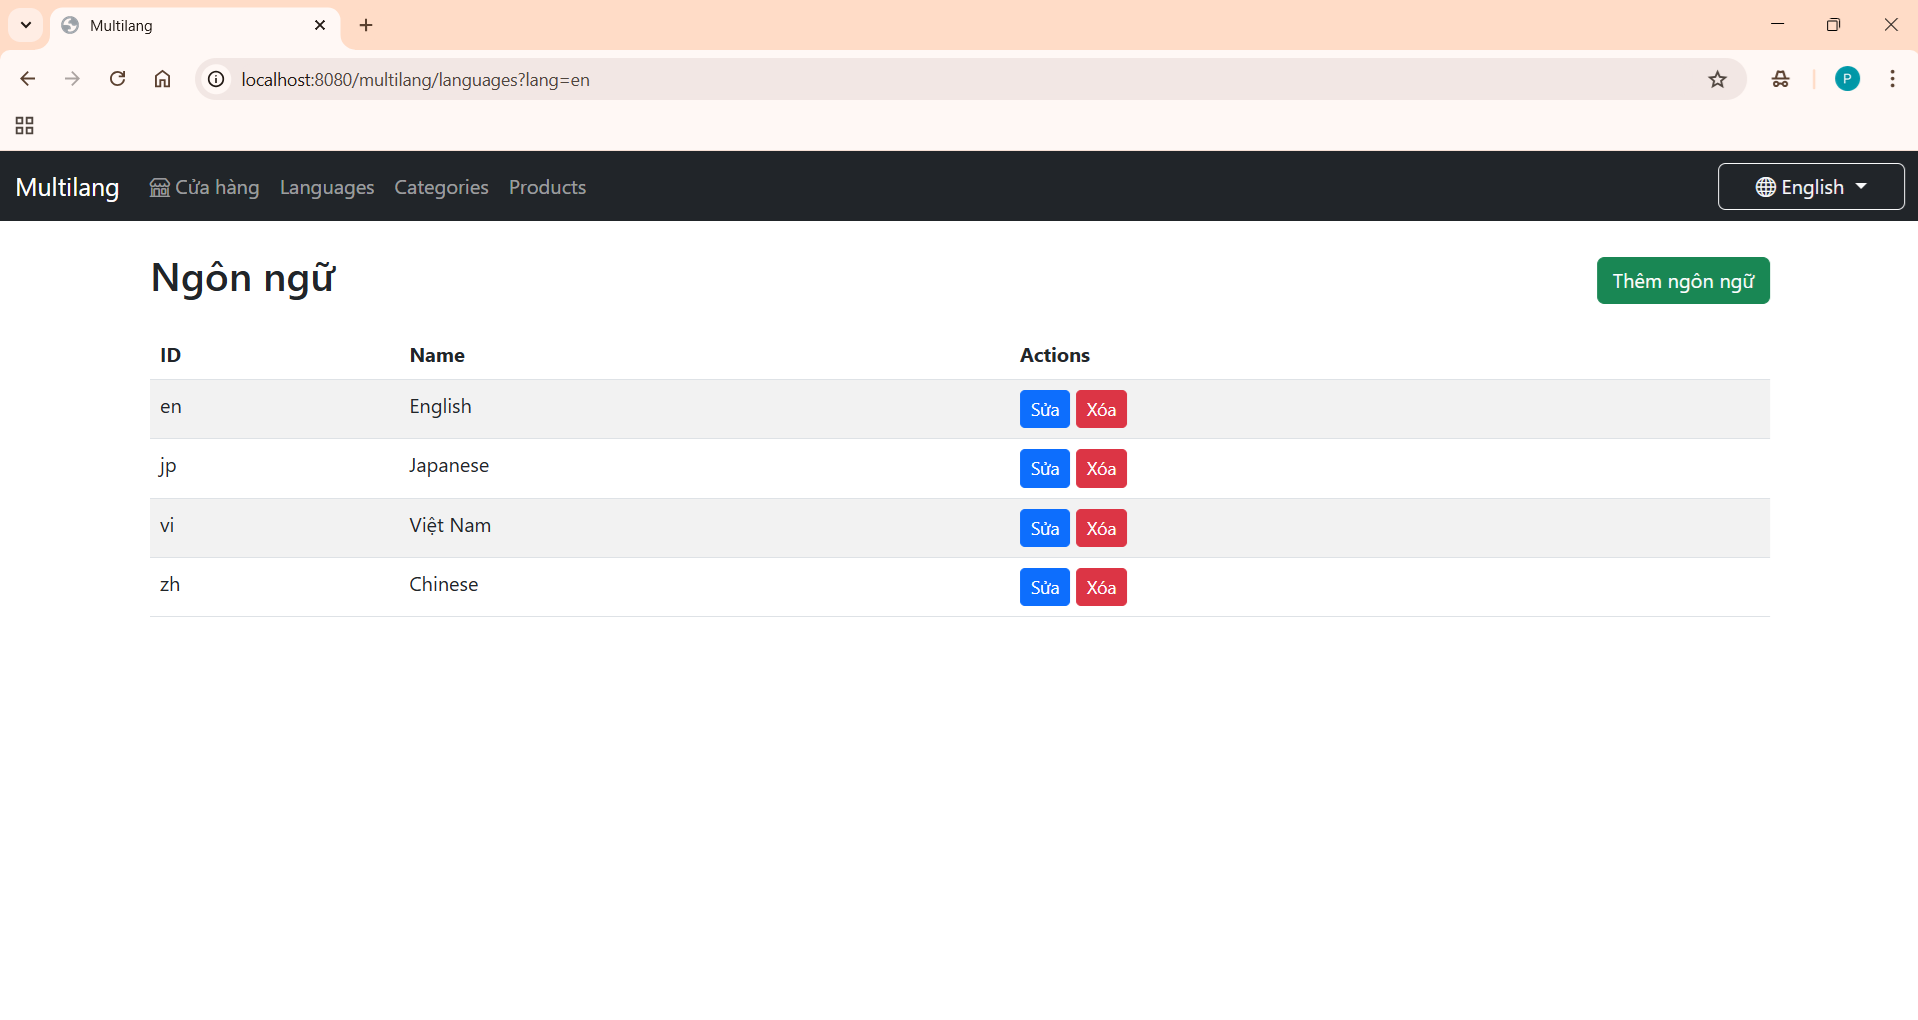 Multilang
localhost:8080/multilang/languages?lang=en
P
Multilang Cửa hàng Languages Categories Products English
Ngôn ngữ Thêm ngôn ngữ
ID Name Actions
en English Sửa Xóa
jp Japanese Sửa Xóa
vi Việt Nam Sửa Xóa
zh Chinese Sửa Xóa